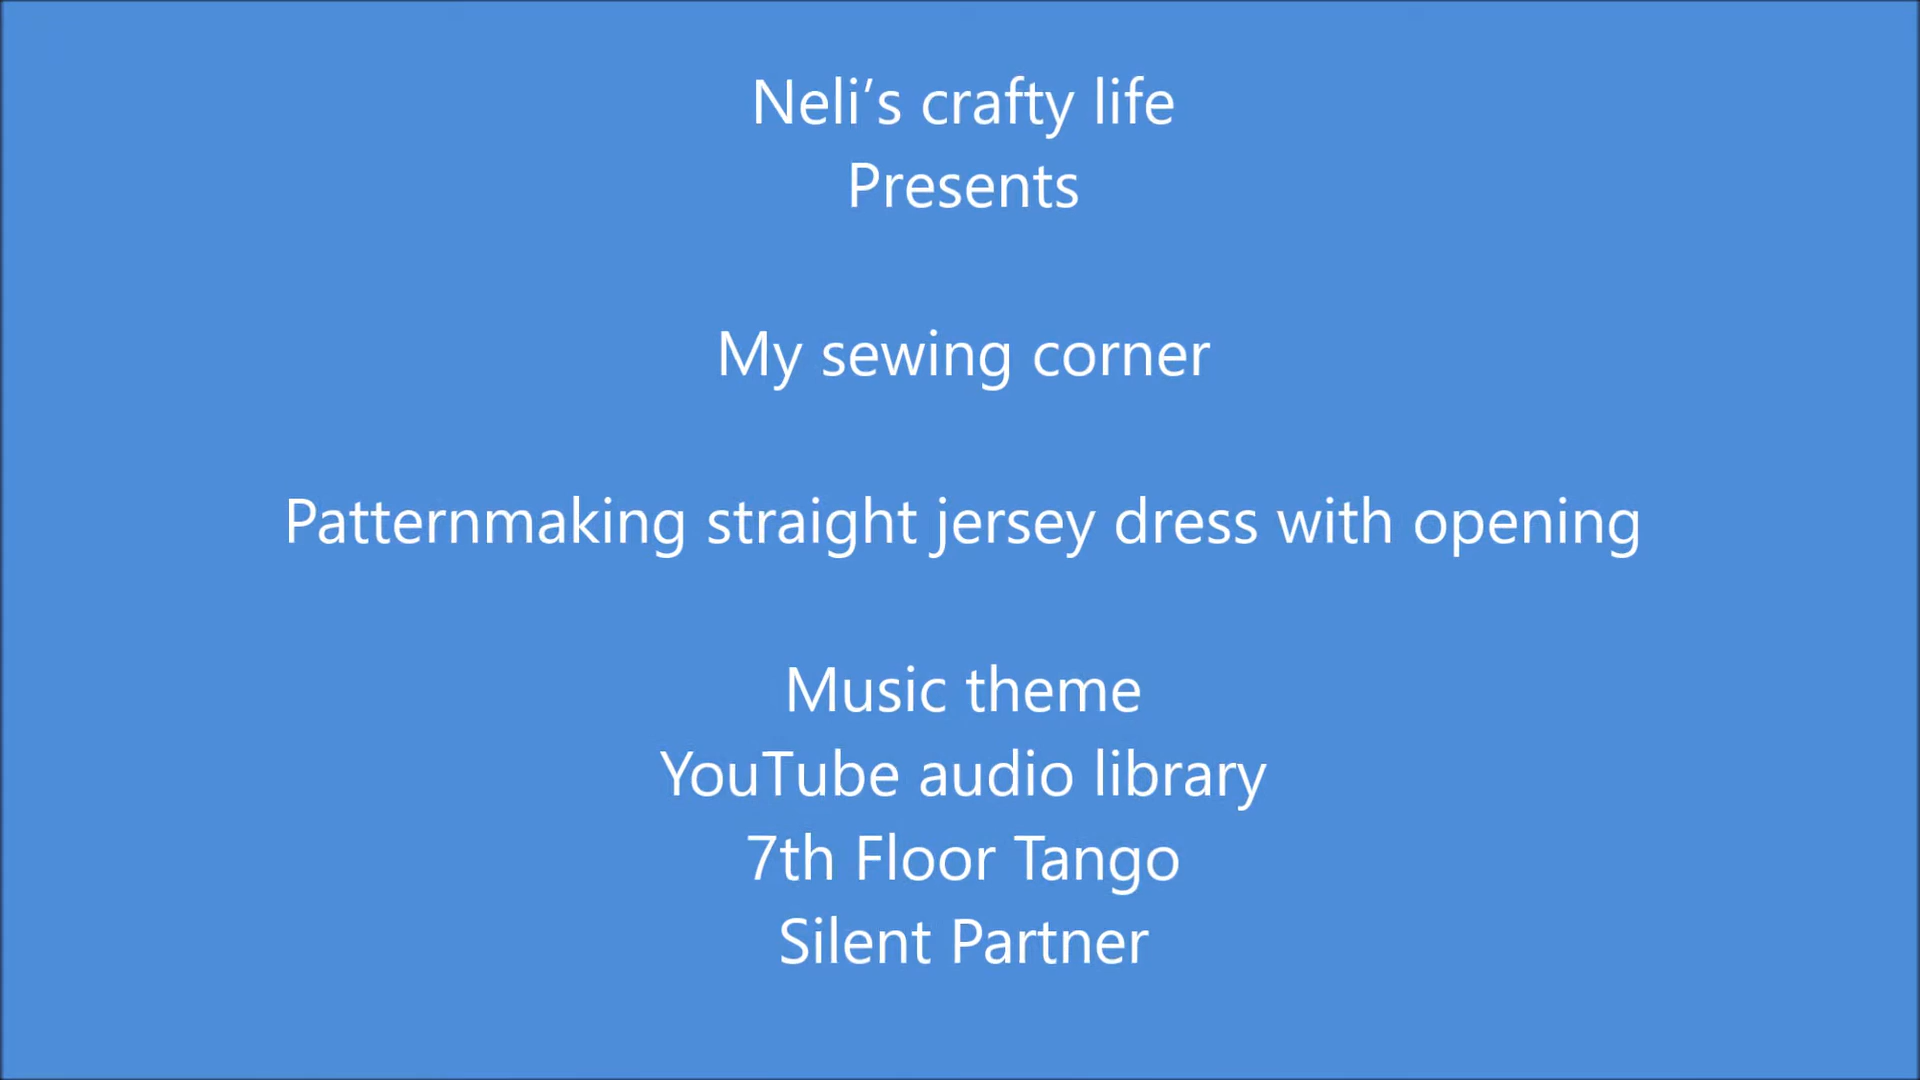 Neli's crafty life
Presents
My sewing corner
Patternmaking straight jersey dress with opening
Music theme
YouTube audio library
7th Floor Tango
Silent Partner